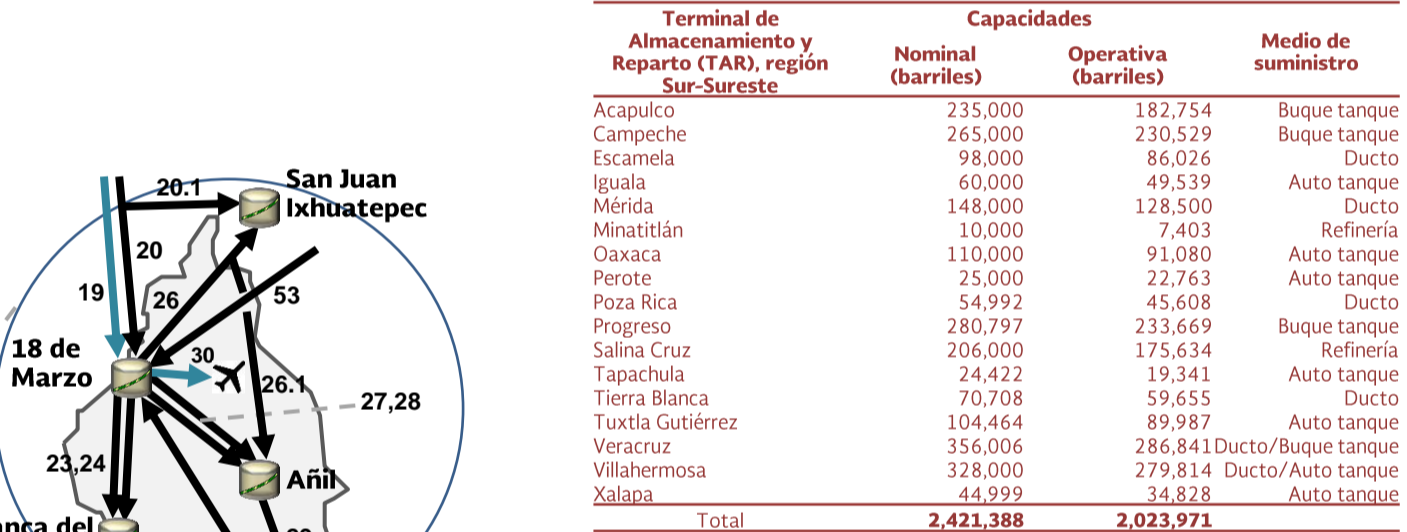 20.1
San Juan
Ixhuatepec
20
19
26
53
18 de
Marzo
30
26.1
27,28
23,24
Añil
Terminal de
Almacenamiento y
Reparto (TAR), región
Sur-Sureste
Capacidades
Nominal
(barriles)
Operativa
(barriles)
Medio de
suministro
Acapulco 235,000 182,754 Buque tanque
Campeche 265,000 230,529 Buque tanque
Escamela 98,000 86,026 Ducto
Iguala 60,000 49,539 Auto tanque
Mérida 148,000 128,500 Ducto
Minatitlán 10,000 7,403 Refinería
Oaxaca 110,000 91,080 Auto tanque
Perote 25,000 22,763 Auto tanque
Poza Rica 54,992 45,608 Ducto
Progreso 280,797 233,669 Buque tanque
Salina Cruz 206,000 175,634 Refinería
Tapachula 24,422 19,341 Auto tanque
Tierra Blanca 70,708 59,655 Ducto
Tuxtla Gutiérrez 104,464 89,987 Auto tanque
Veracruz 356,006 286,841 Ducto/Buque tanque
Villahermosa 328,000 279,814 Ducto/Auto tanque
Xalapa 44,999 34,828 Auto tanque
Total 2,421,388 2,023,971